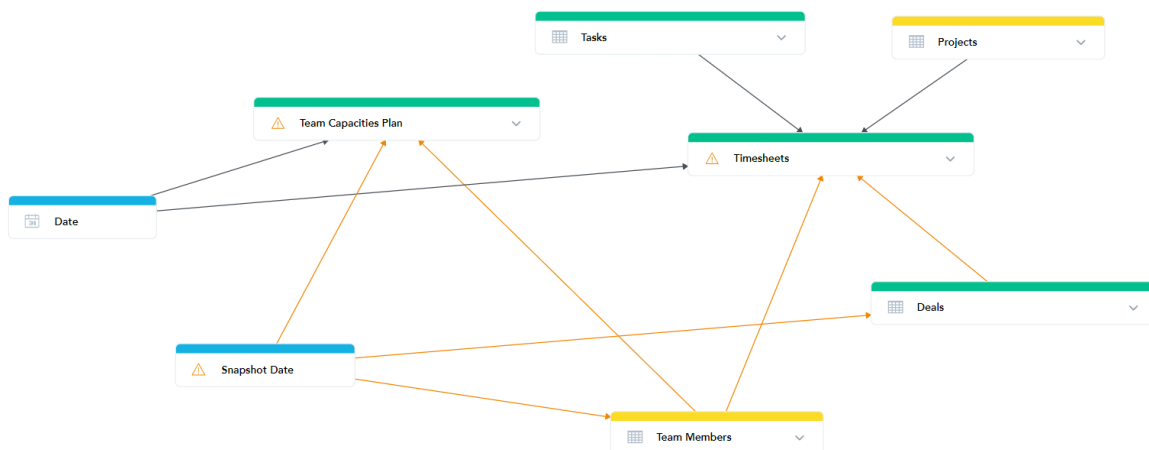 Tasks
Projects
Team Capacities Plan
Timesheets
Date
Deals
Snapshot Date
Team Members